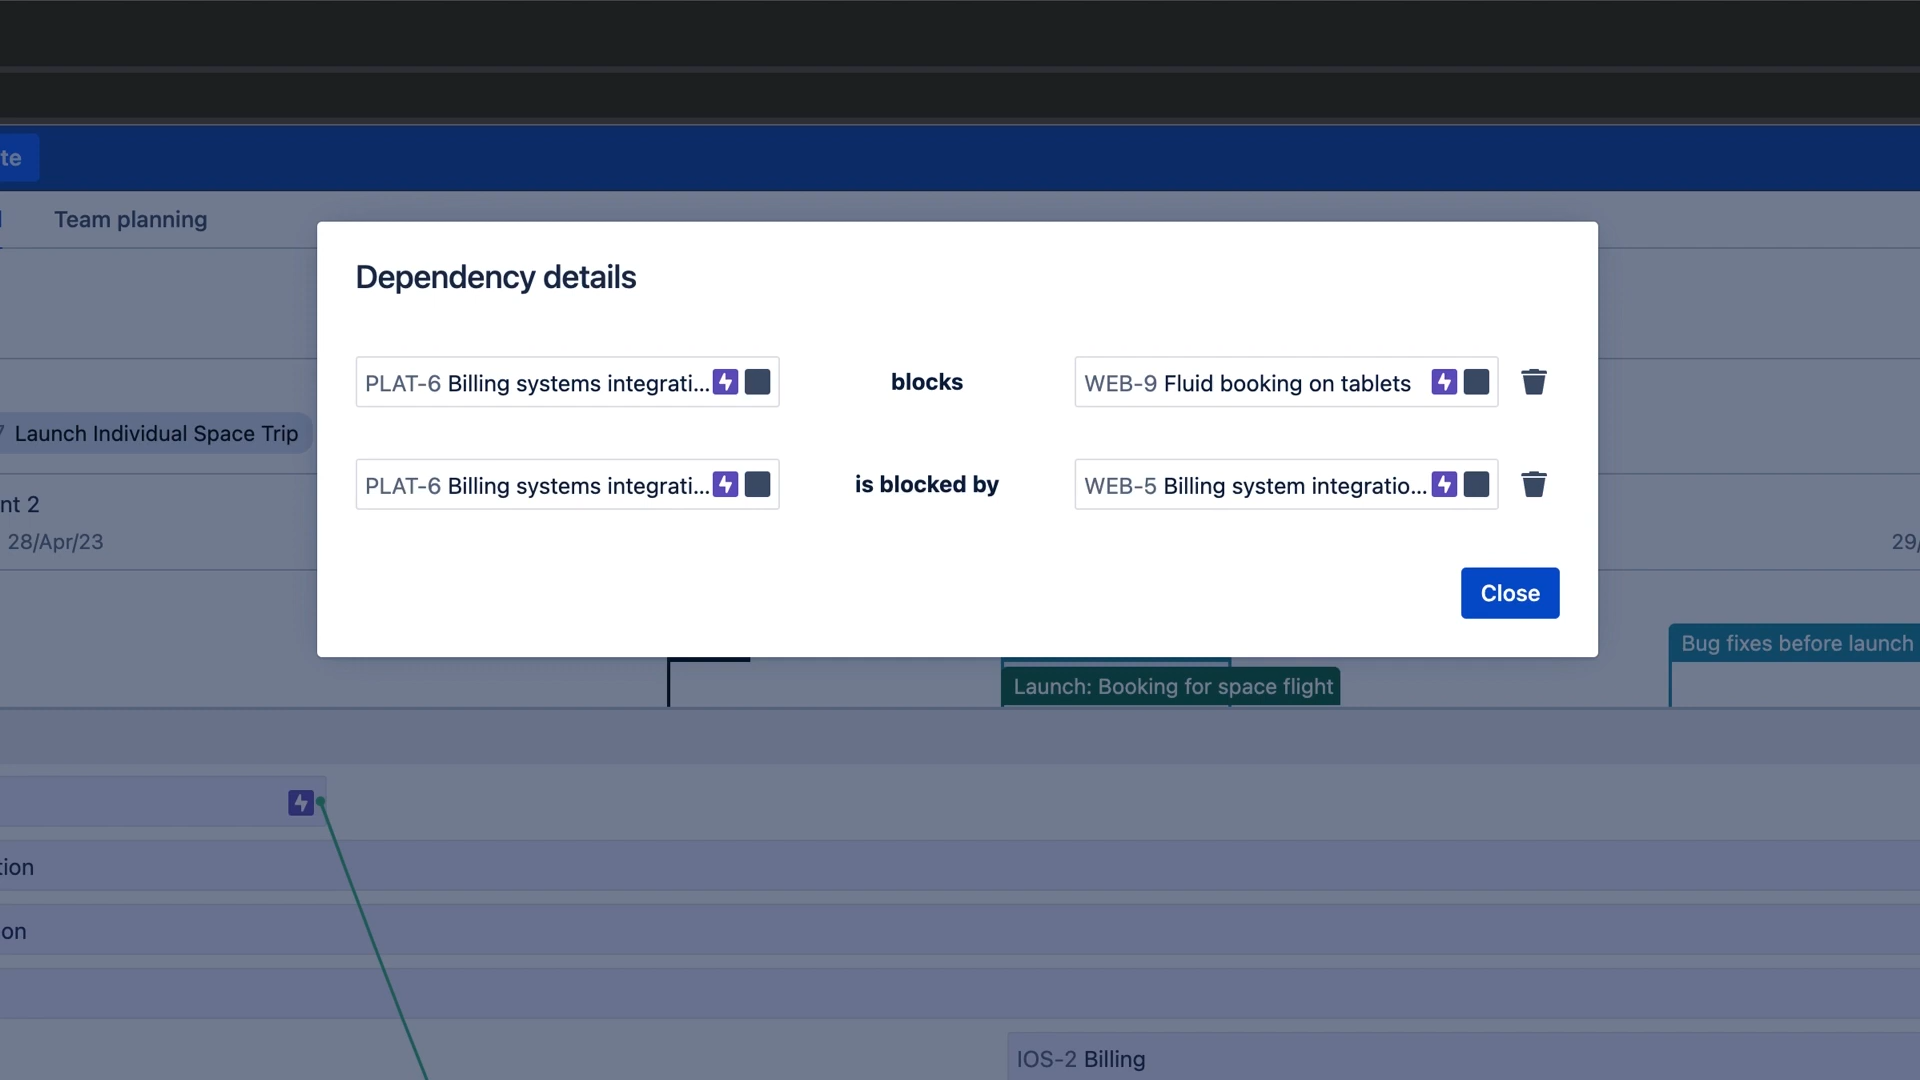 te
Team planning
Dependency details
PLAT-6 Billing systems integrati...
blocks
WEB-9 Fluid booking on tablets
Launch Individual Space Trip
PLAT-6 Billing systems integrati...
is blocked by
WEB-5 Billing system integratio...
nt 2
28/Apr/23
29/
Close
Bug fixes before launch
Launch: Booking for space flight
tion
on
IOS-2 Billing